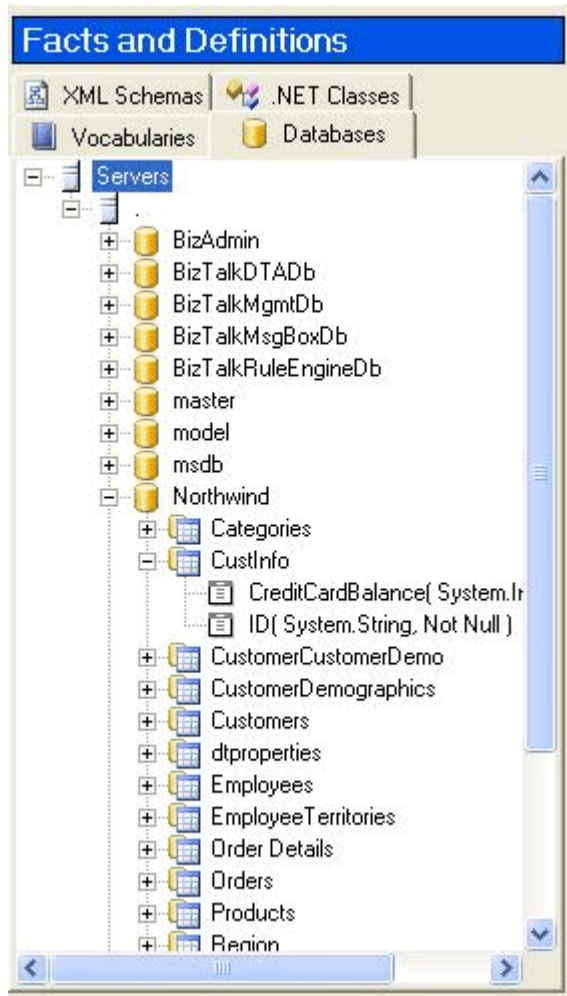 Facts and Definitions
XML Schemas .NET Classes
Vocabularies Databases
Servers
.
BizAdmin
BizTalkDTADb
BizTalkMgmtDb
BizTalkMsgBoxDb
BizTalkRuleEngineDb
master
model
msdb
Northwind
Categories
CustInfo
CreditCardBalance( System.Ir
ID( System.String, Not Null )
CustomerCustomerDemo
CustomerDemographics
Customers
dtproperties
Employees
EmployeeTerritories
Order Details
Orders
Products
Region